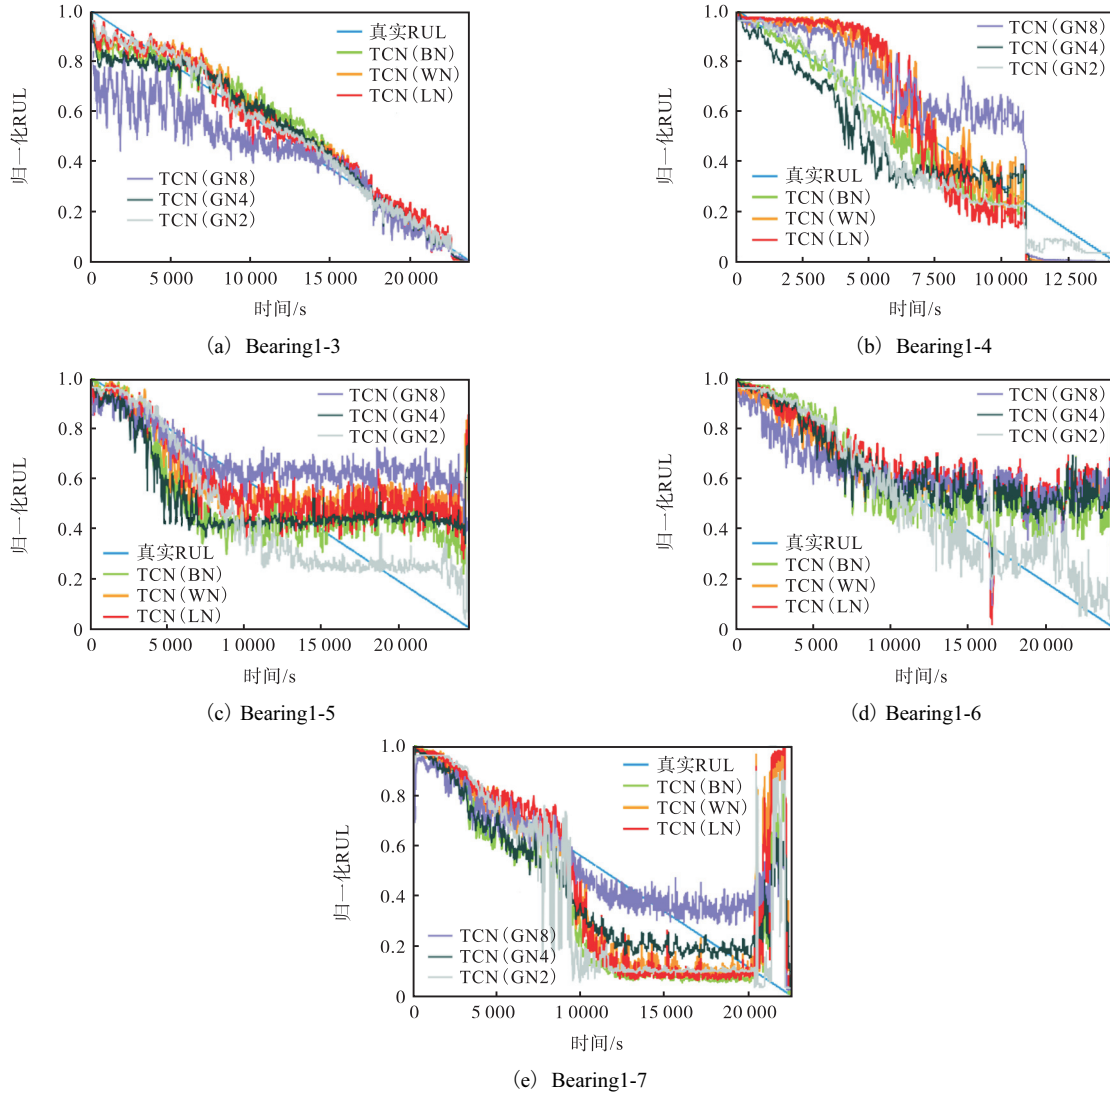 1.0
0.8
0.6
0.4
0.2
0
归一化RUL
真实RUL
TCN(BN)
TCN(WN)
TCN(LN)
TCN(GN8)
TCN(GN4)
TCN(GN2)
0 5 000 10 000 15 000 20 000
时间/s
(a) Bearing1-3
1.0
0.8
0.6
0.4
0.2
0
归一化RUL
TCN(GN8)
TCN(GN4)
TCN(GN2)
真实RUL
TCN(BN)
TCN(WN)
TCN(LN)
0 2 500 5 000 7 500 10 000 12 500
时间/s
(b) Bearing1-4
1.0
0.8
0.6
0.4
0.2
0
归一化RUL
TCN(GN8)
TCN(GN4)
TCN(GN2)
真实RUL
TCN(BN)
TCN(WN)
TCN(LN)
0 5 000 10 000 15 000 20 000
时间/s
(c) Bearing1-5
1.0
0.8
0.6
0.4
0.2
0
归一化RUL
TCN(GN8)
TCN(GN4)
TCN(GN2)
真实RUL
TCN(BN)
TCN(WN)
TCN(LN)
0 5 000 10 000 15 000 20 000
时间/s
(d) Bearing1-6
1.0
0.8
0.6
0.4
0.2
0
归一化RUL
真实RUL
TCN(BN)
TCN(WN)
TCN(LN)
TCN(GN8)
TCN(GN4)
TCN(GN2)
0 5 000 10 000 15 000 20 000
时间/s
(e) Bearing1-7